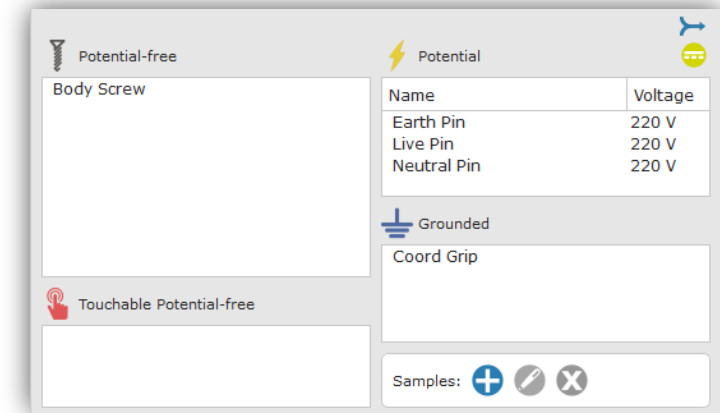 Potential-free
Body Screw
Touchable Potential-free
Potential
Name Voltage
Earth Pin 220 V
Live Pin 220 V
Neutral Pin 220 V
Grounded
Coord Grip
Samples: